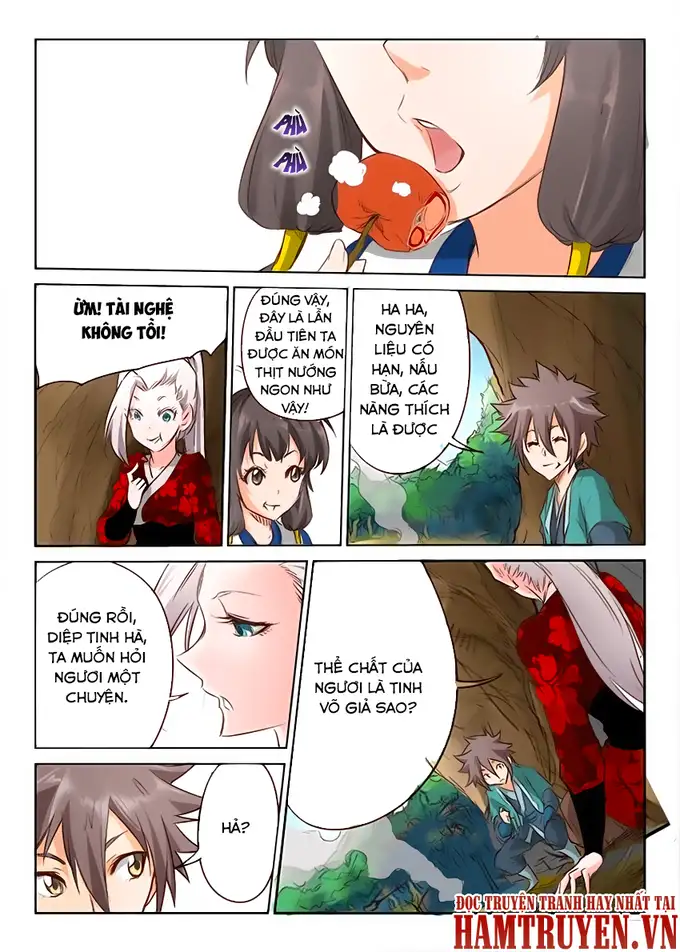 PHÙ
PHÙ
ỪM! TÀI NGHỆ
KHÔNG TỒI!
ĐÚNG VẬY,
ĐÂY LÀ LẦN
ĐẦU TIÊN TA
ĐƯỢC ĂN MÓN
THỊT NƯỚNG
NGON NHƯ
VẬY!
HA HA,
NGUYÊN
LIỆU CÓ
HẠN, NẤU
BỪA, CÁC
NÀNG THÍCH
LÀ ĐƯỢC
ĐÚNG RỒI,
DIỆP TINH HÀ,
TA MUỐN HỎI
NGƯƠI MỘT
CHUYỆN.
THỂ CHẤT CỦA
NGƯƠI LÀ TINH
VÕ GIẢ SAO?
HẢ?
ĐỌC TRUYỆN TRANH HAY NHẤT TẠI
HAMTRUYEN.VN